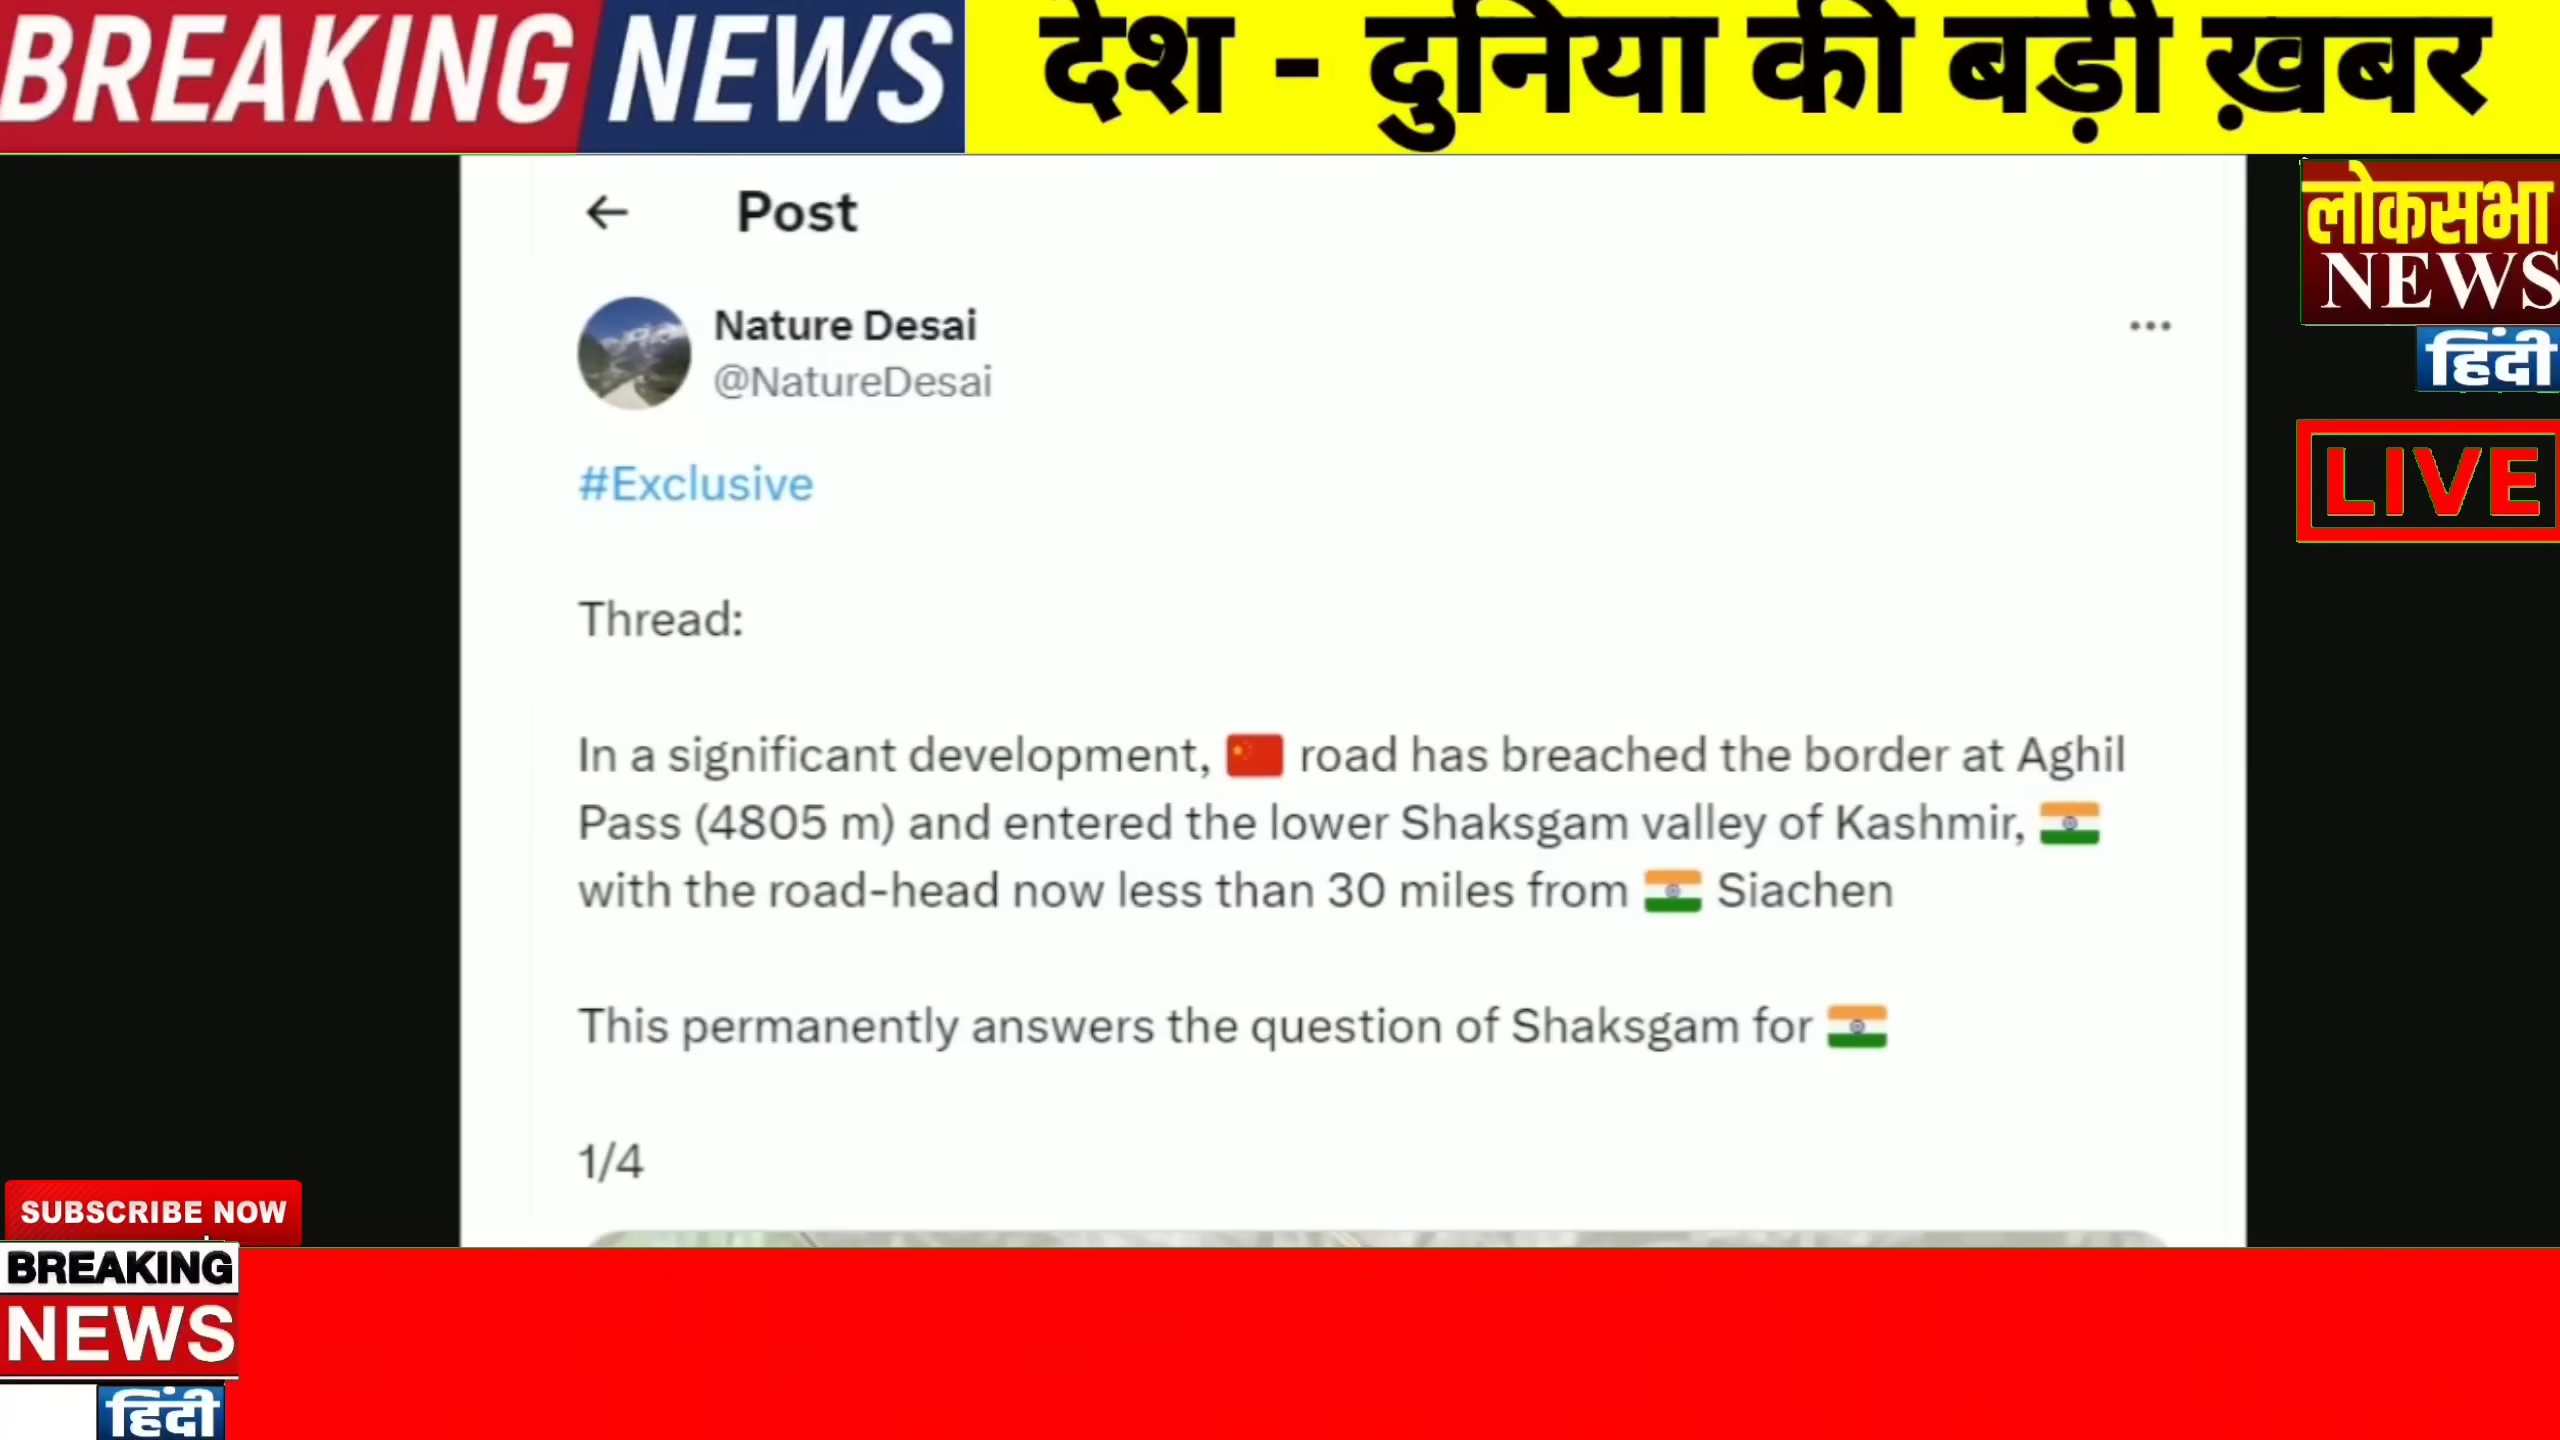 BREAKING NEWS
देश - दुनिया की बड़ी ख़बर
लोकसभा
NEWS
हिंदी
LIVE
Post
Nature Desai
@NatureDesai
#Exclusive
Thread:
In a significant development, 🇨🇳 road has breached the border at Aghil
Pass (4805 m) and entered the lower Shaksgam valley of Kashmir, 🇮🇳
with the road-head now less than 30 miles from 🇮🇳 Siachen
This permanently answers the question of Shaksgam for 🇮🇳
1/4
SUBSCRIBE NOW
BREAKING
NEWS
हिंदी